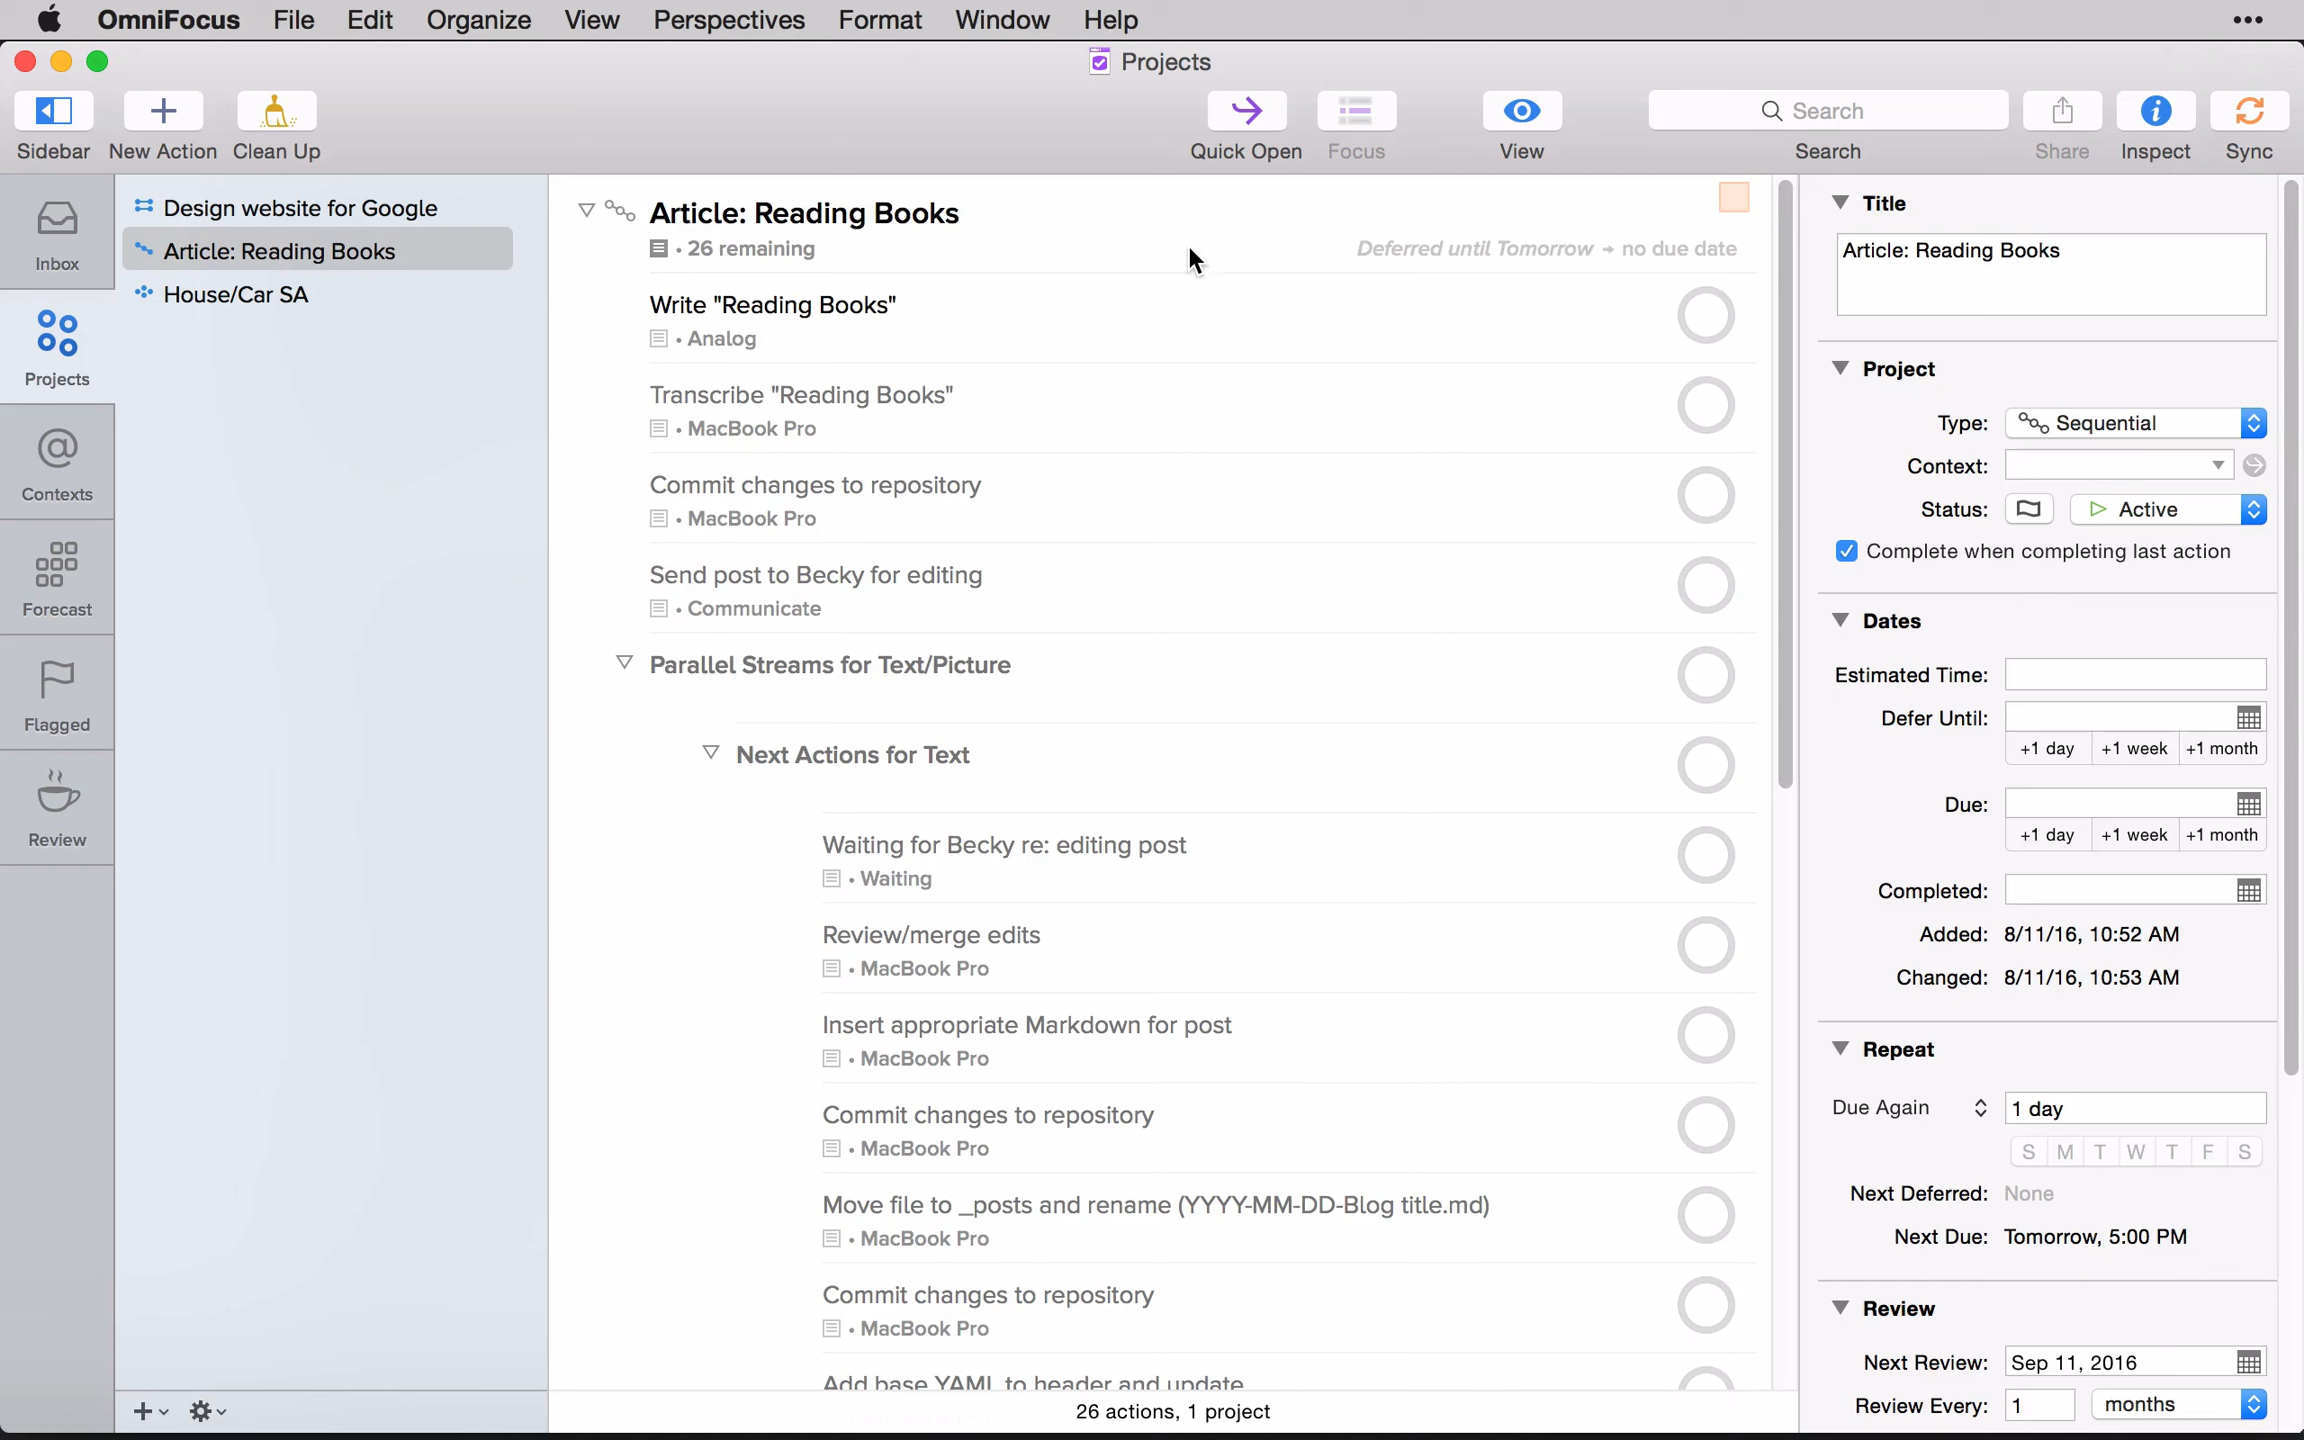 OmniFocus File Edit Organize View Perspectives Format Window Help
Projects
Search
Sidebar New Action Clean Up Quick Open Focus View Search Share Inspect Sync
Inbox
Projects
Contexts
Forecast
Flagged
Review
Design website for Google
Article: Reading Books
House/Car SA
Article: Reading Books
• 26 remaining Deferred until Tomorrow → no due date
Write "Reading Books"
• Analog
Transcribe "Reading Books"
• MacBook Pro
Commit changes to repository
• MacBook Pro
Send post to Becky for editing
• Communicate
Parallel Streams for Text/Picture
Next Actions for Text
Waiting for Becky re: editing post
• Waiting
Review/merge edits
• MacBook Pro
Insert appropriate Markdown for post
• MacBook Pro
Commit changes to repository
• MacBook Pro
Move file to _posts and rename (YYYY-MM-DD-Blog title.md)
• MacBook Pro
Commit changes to repository
• MacBook Pro
Add base YAML to header and update
26 actions, 1 project
Title
Article: Reading Books
Project
Type: Sequential
Context:
Status: Active
Complete when completing last action
Dates
Estimated Time:
Defer Until:
+1 day +1 week +1 month
Due:
+1 day +1 week +1 month
Completed:
Added: 8/11/16, 10:52 AM
Changed: 8/11/16, 10:53 AM
Repeat
Due Again 1 day
S M T W T F S
Next Deferred: None
Next Due: Tomorrow, 5:00 PM
Review
Next Review: Sep 11, 2016
Review Every: 1 months